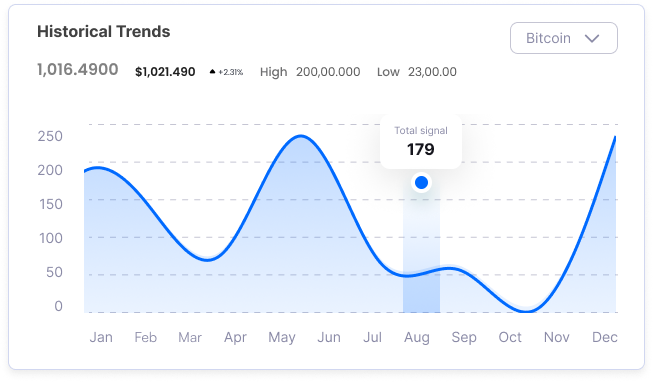 Historical Trends
Bitcoin
1,016.4900 $1,021.490 +2.31% High 200,00.000 Low 23,00.00
Total signal
179
250
200
150
100
50
0
Jan Feb Mar Apr May Jun Jul Aug Sep Oct Nov Dec